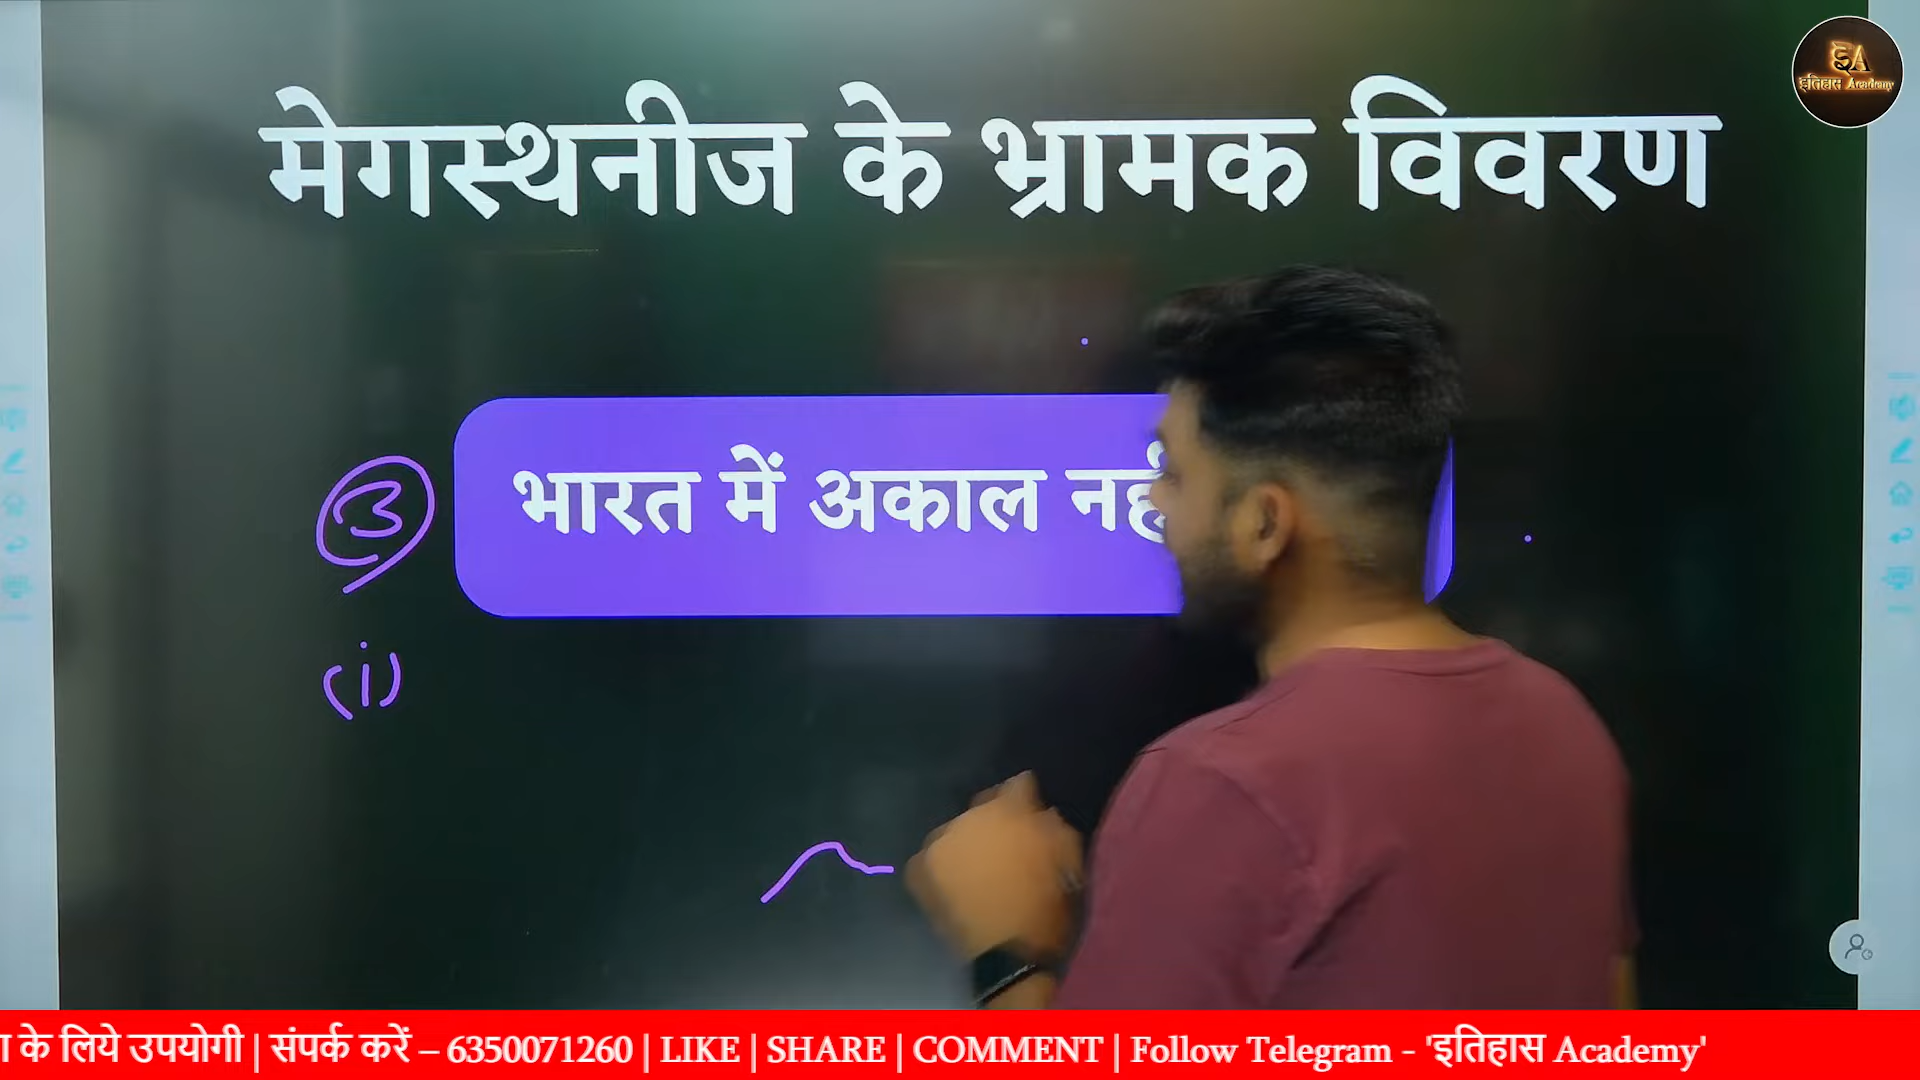 मेगस्थनीज के भ्रामक विवरण
इA
इतिहास Academy
भारत में अकाल
3
(i)
के लिये उपयोगी | संपर्क करें – 6350071260 | LIKE | SHARE | COMMENT | Follow Telegram - 'इतिहास Academy'